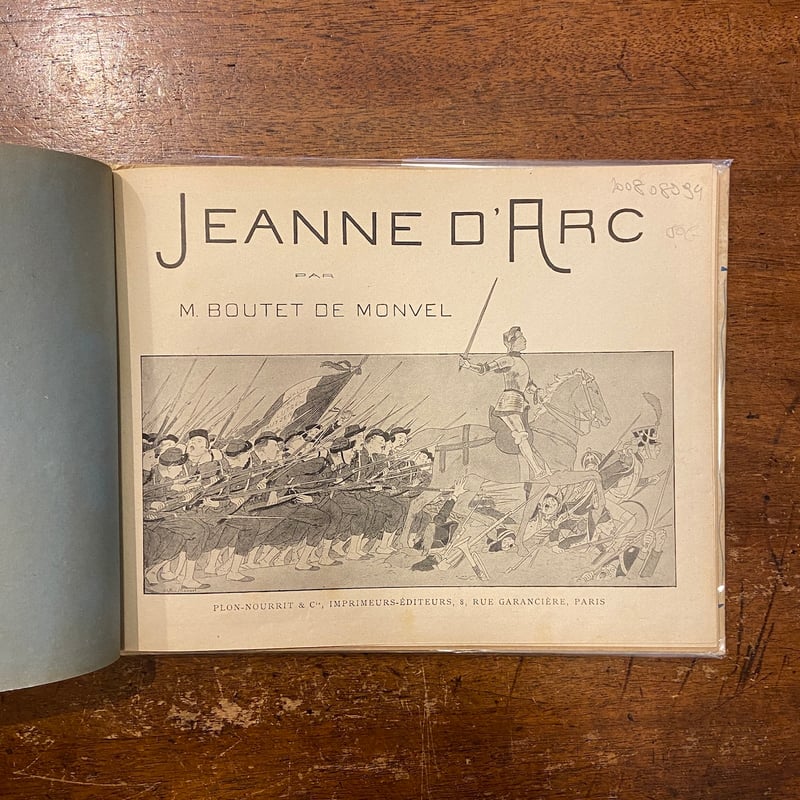 JEANNE D'ARC
PAR
M. BOUTET DE MONVEL
PLON-NOURRIT & Cie, IMPRIMEURS-ÉDITEURS, 8, RUE GARANCIÈRE, PARIS